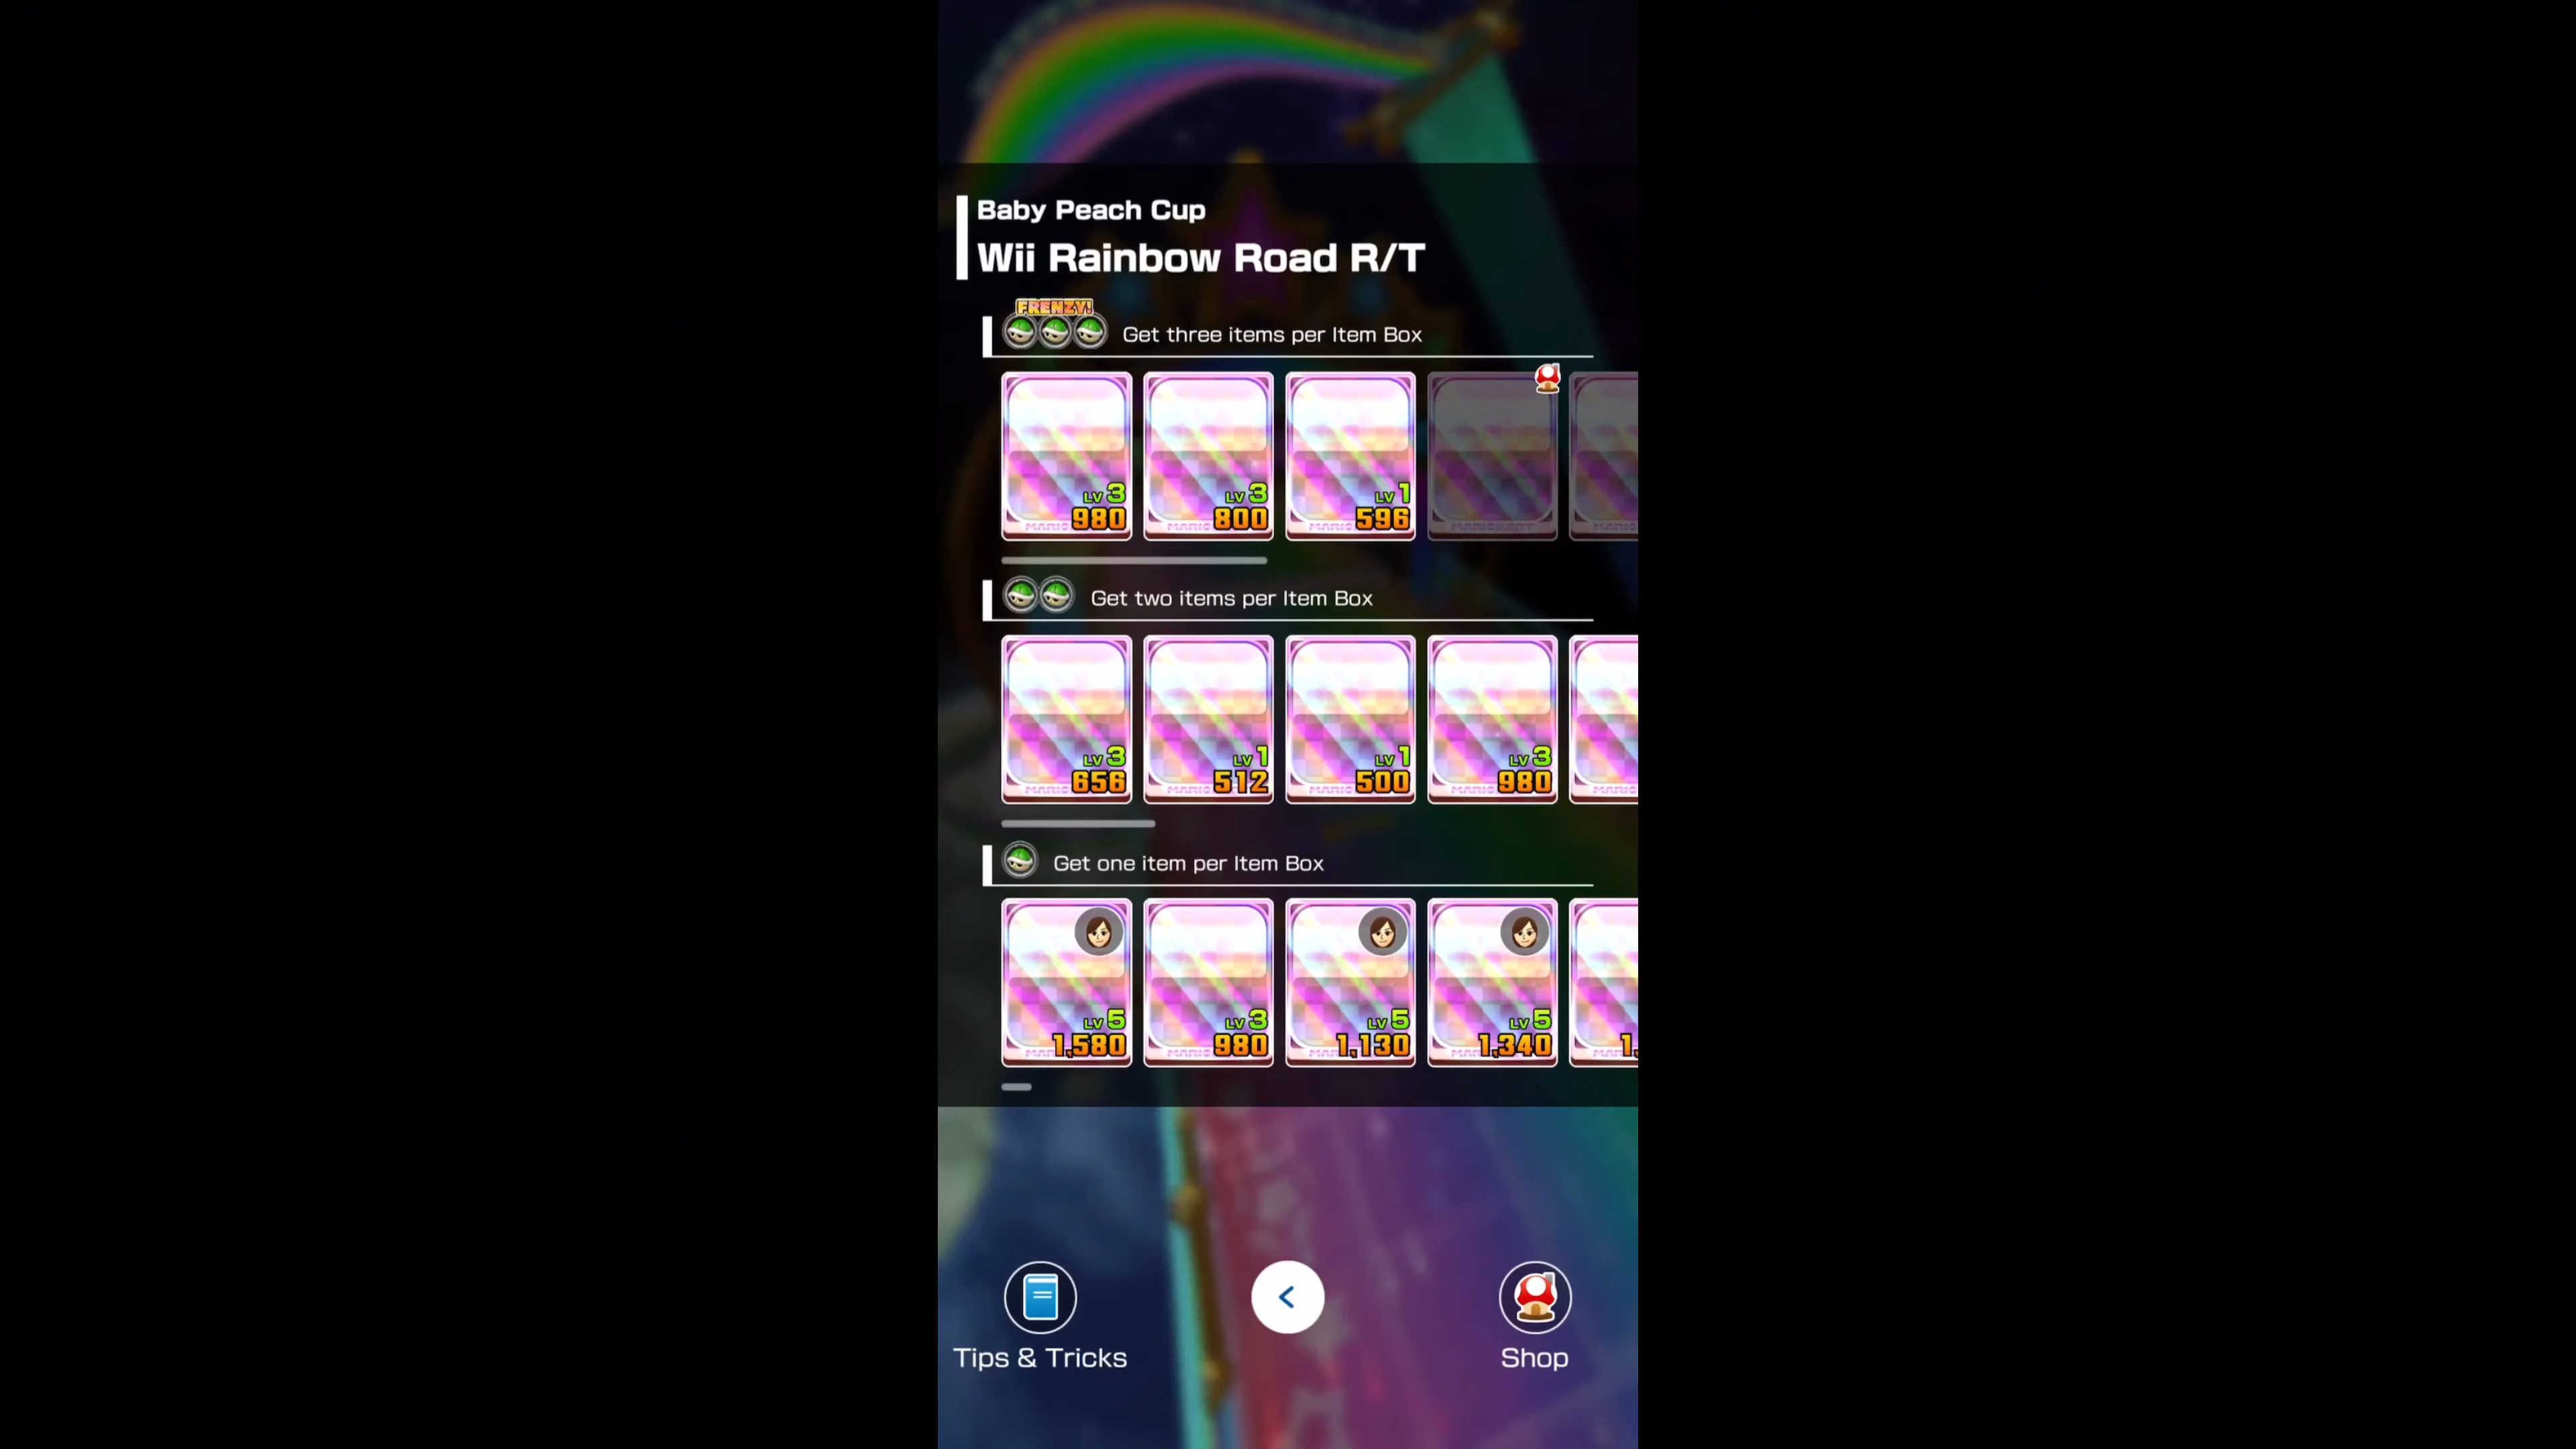 Baby Peach Cup
Wii Rainbow Road R/T
FRENZY!
Get three items per Item Box
LV 3 LV 3 LV 1
980 800 596
MARIOKART
Get two items per Item Box
LV 3 LV 1 LV 1 LV 3
656 512 500 980
Get one item per Item Box
LV 5 LV 3 LV 5 LV 5
1,580 980 1,130 1,340
Tips & Tricks
Shop